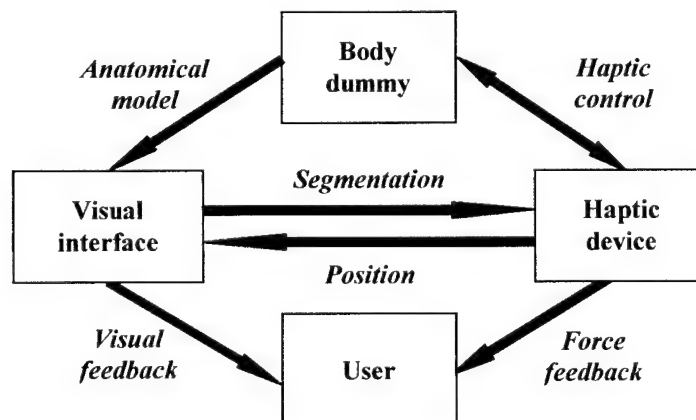 Body
dummy
Anatomical
model
Haptic
control
Segmentation
Visual
interface
Haptic
device
Position
Visual
feedback
User
Force
feedback